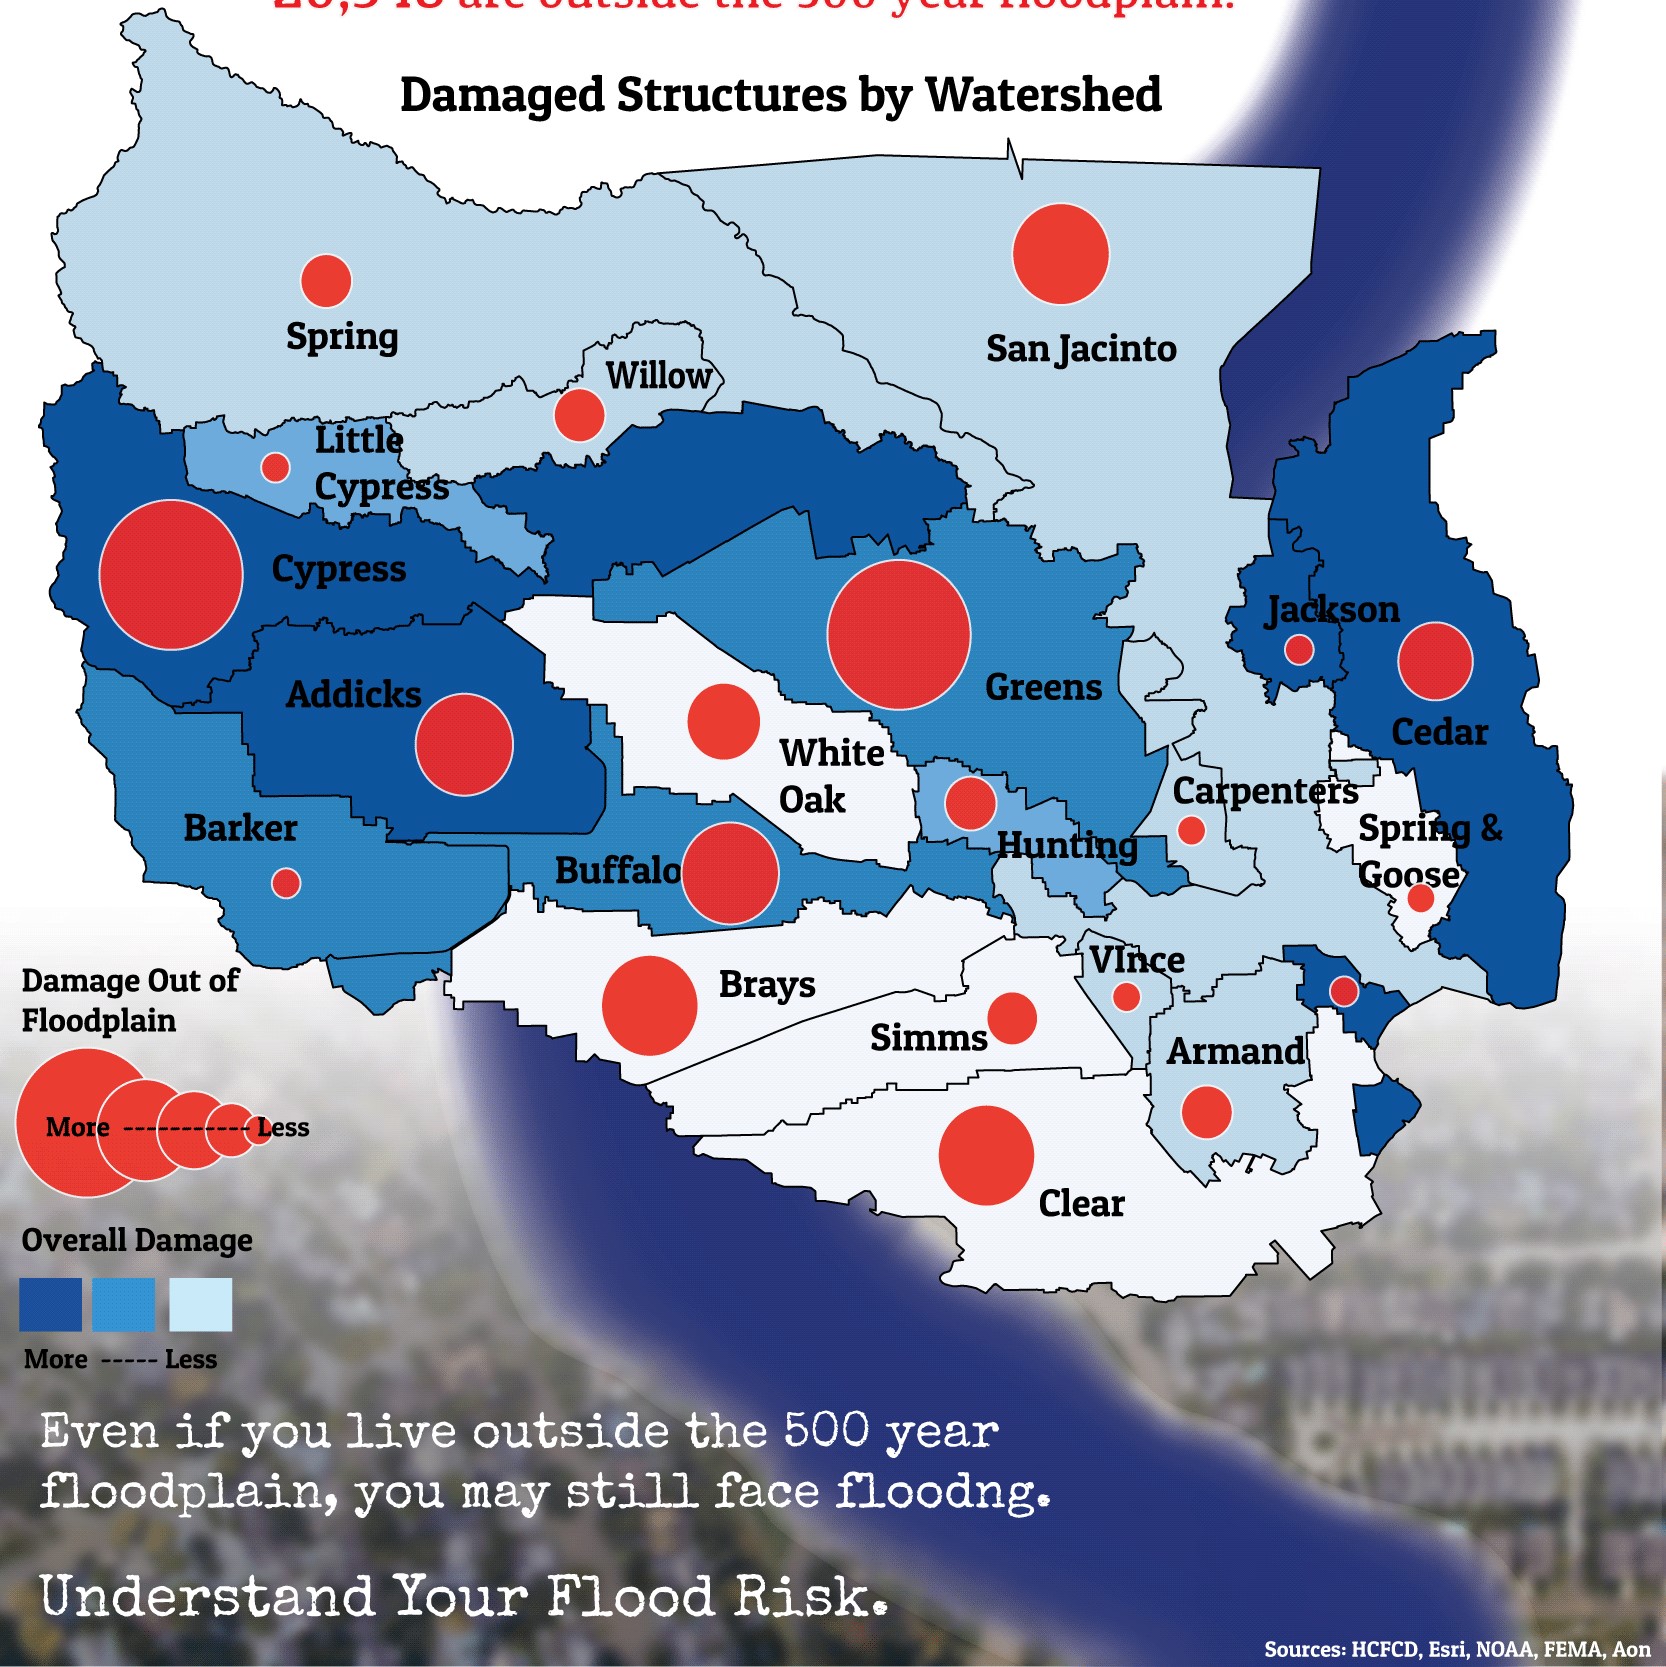 are outside the 500 year floodplain.
Damaged Structures by Watershed
Spring
San Jacinto
Willow
Little
Cypress
Cypress
Jackson
Greens
Addicks
Cedar
White
Oak
Carpenters
Barker
Spring &
Goose
Hunting
Buffalo
VInce
Brays
Simms
Armand
Clear
Damage Out of
Floodplain
More ----------- Less
Overall Damage
More ----- Less
Even if you live outside the 500 year
floodplain, you may still face floodng.
Understand Your Flood Risk.
Sources: HCFCD, Esri, NOAA, FEMA, Aon